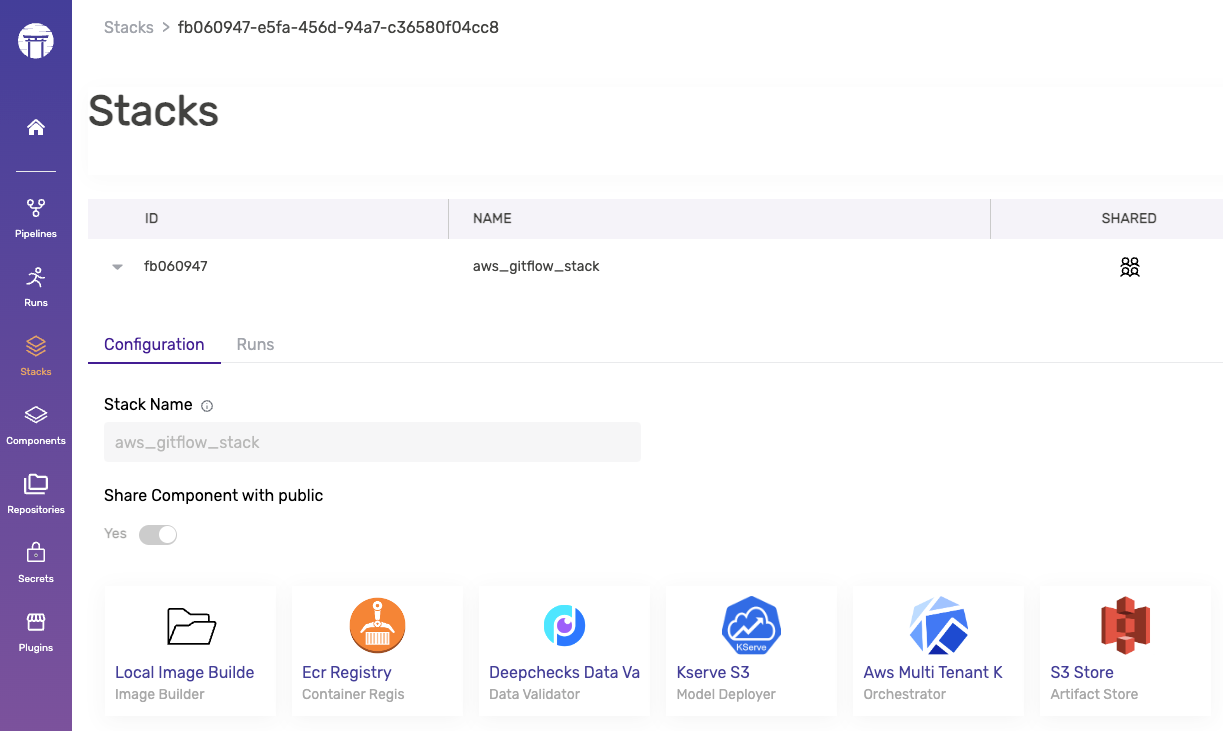 Stacks > fb060947-e5fa-456d-94a7-c36580f04cc8
Stacks
ID NAME SHARED
fb060947 aws_gitflow_stack
Configuration Runs
Stack Name
aws_gitflow_stack
Share Component with public
Yes
Local Image Builde
Image Builder
Ecr Registry
Container Regis
Deepchecks Data Va
Data Validator
KServe
Kserve S3
Model Deployer
Aws Multi Tenant K
Orchestrator
S3 Store
Artifact Store
Pipelines
Runs
Stacks
Components
Repositories
Secrets
Plugins